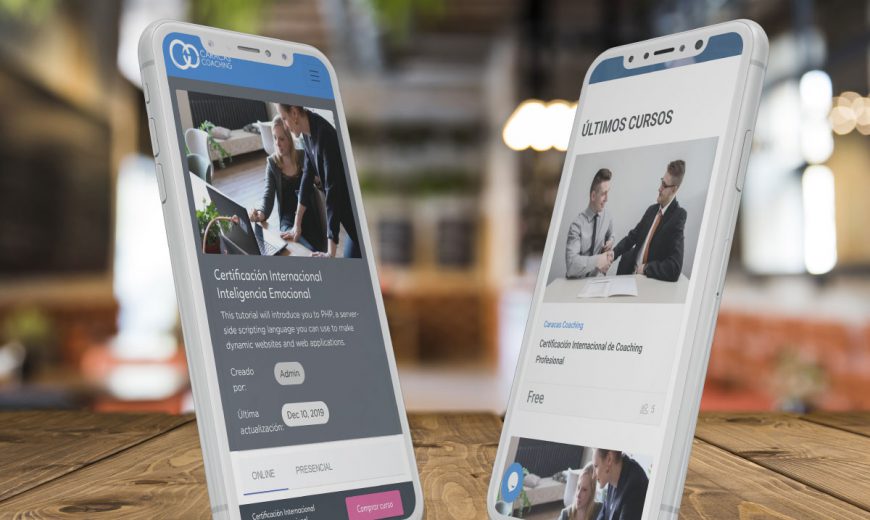 CARACAS
COACHING
Certificación Internacional
Inteligencia Emocional
This tutorial will introduce you to PHP, a server-
side scripting language you can use to make
dynamic websites and web applications.
Creado
por:
Admin
Última
actualización:
Dec 10, 2019
ONLINE
PRESENCIAL
Certificación Internacional
Comprar curso
ÚLTIMOS CURSOS
Caracas Coaching
Certificación Internacional de Coaching
Profesional
Free
5